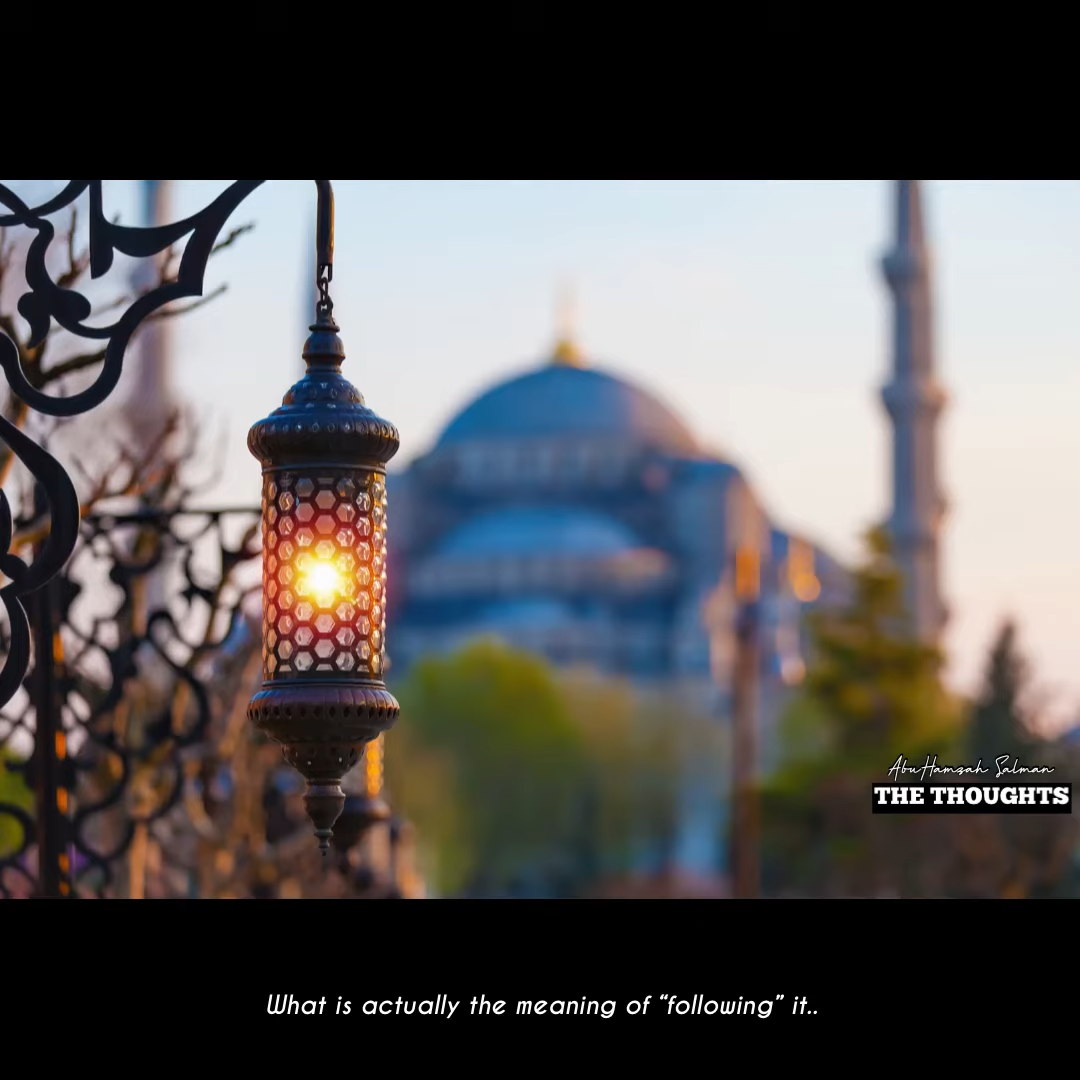 AbuHamzah Salman
THE THOUGHTS
What is actually the meaning of “following” it..